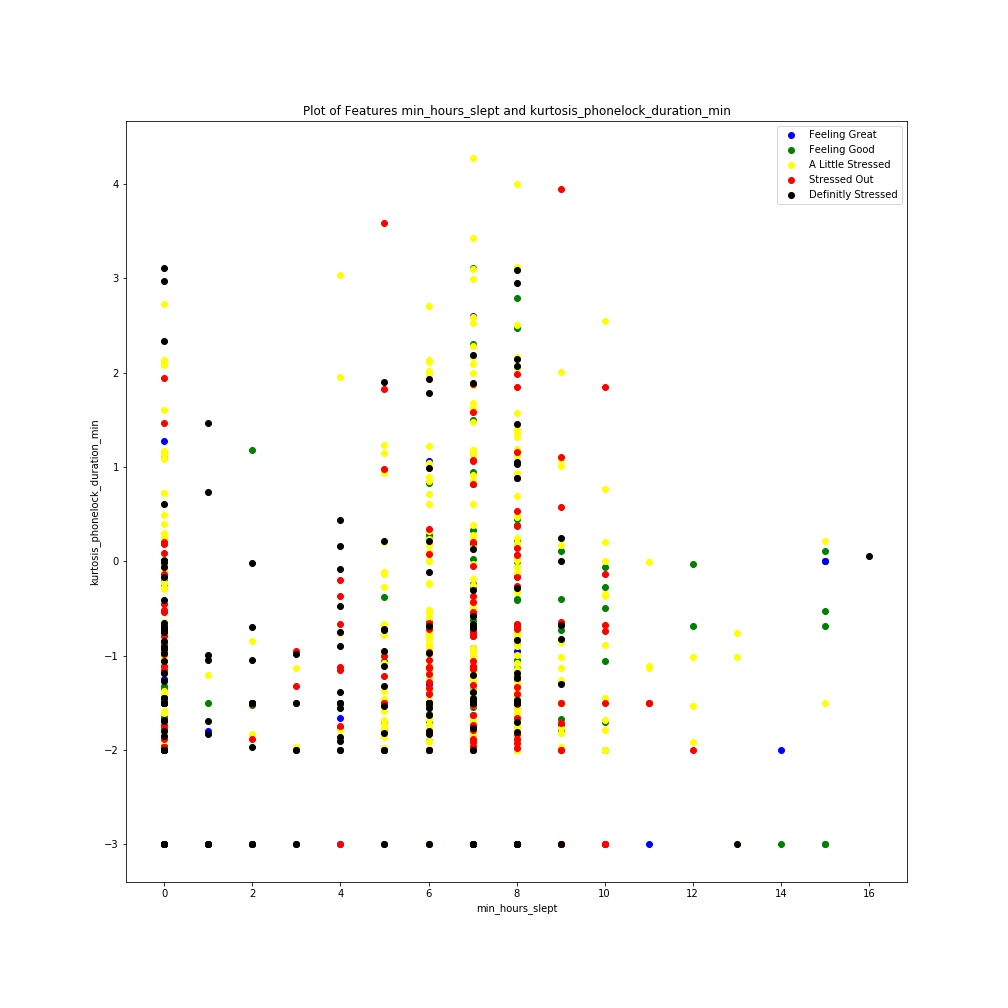 Plot of Features min_hours_slept and kurtosis_phonelock_duration_min
Feeling Great
Feeling Good
A Little Stressed
Stressed Out
Definitly Stressed
kurtosis_phonelock_duration_min
4
3
2
1
0
−1
−2
−3
0 2 4 6 8 10 12 14 16
min_hours_slept